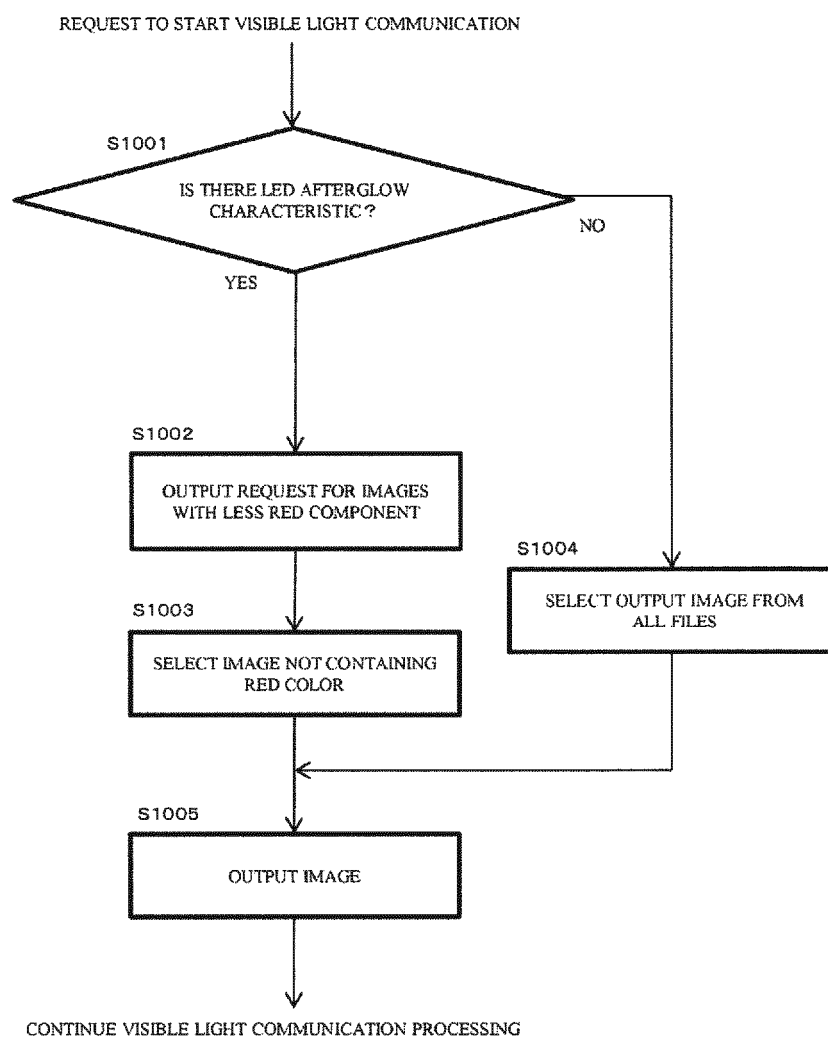 REQUEST TO START VISIBLE LIGHT COMMUNICATION
S1001
IS THERE LED AFTERGLOW
CHARACTERISTIC?
NO
YES
S1002
OUTPUT REQUEST FOR IMAGES
WITH LESS RED COMPONENT
S1004
SELECT OUTPUT IMAGE FROM
ALL FILES
S1003
SELECT IMAGE NOT CONTAINING
RED COLOR
S1005
OUTPUT IMAGE
CONTINUE VISIBLE LIGHT COMMUNICATION PROCESSING